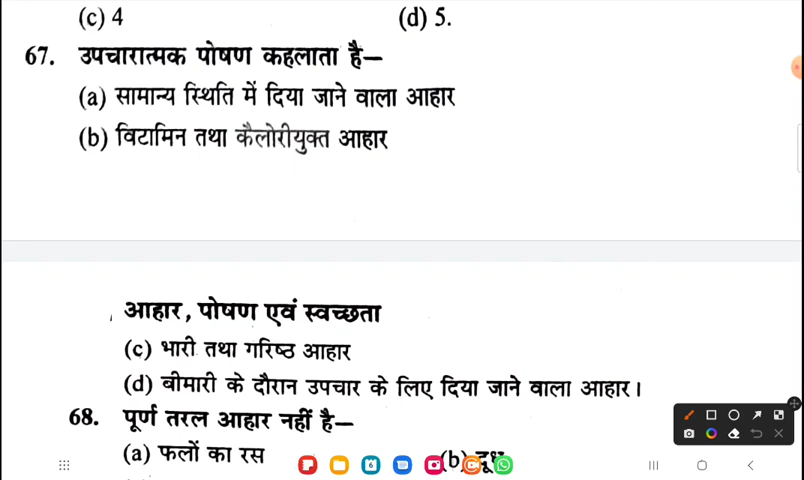 (c) 4 (d) 5.
67. उपचारात्मक पोषण कहलाता है—
(a) सामान्य स्थिति में दिया जाने वाला आहार
(b) विटामिन तथा कैलोरीयुक्त आहार
आहार, पोषण एवं स्वच्छता
(c) भारी तथा गरिष्ठ आहार
(d) बीमारी के दौरान उपचार के लिए दिया जाने वाला आहार।
68. पूर्ण तरल आहार नहीं है—
(a) फलों का रस (b)